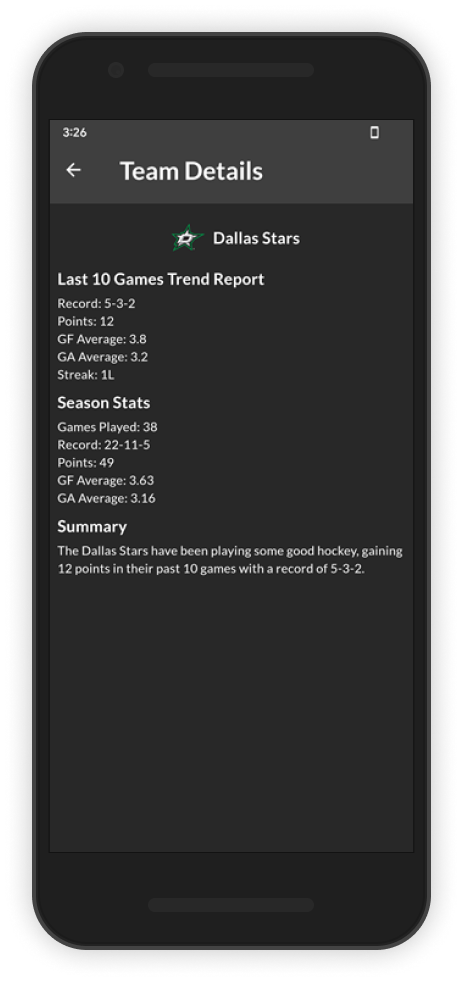 3:26
Team Details
Dallas Stars
Last 10 Games Trend Report
Record: 5-3-2
Points: 12
GF Average: 3.8
GA Average: 3.2
Streak: 1L
Season Stats
Games Played: 38
Record: 22-11-5
Points: 49
GF Average: 3.63
GA Average: 3.16
Summary
The Dallas Stars have been playing some good hockey, gaining
12 points in their past 10 games with a record of 5-3-2.